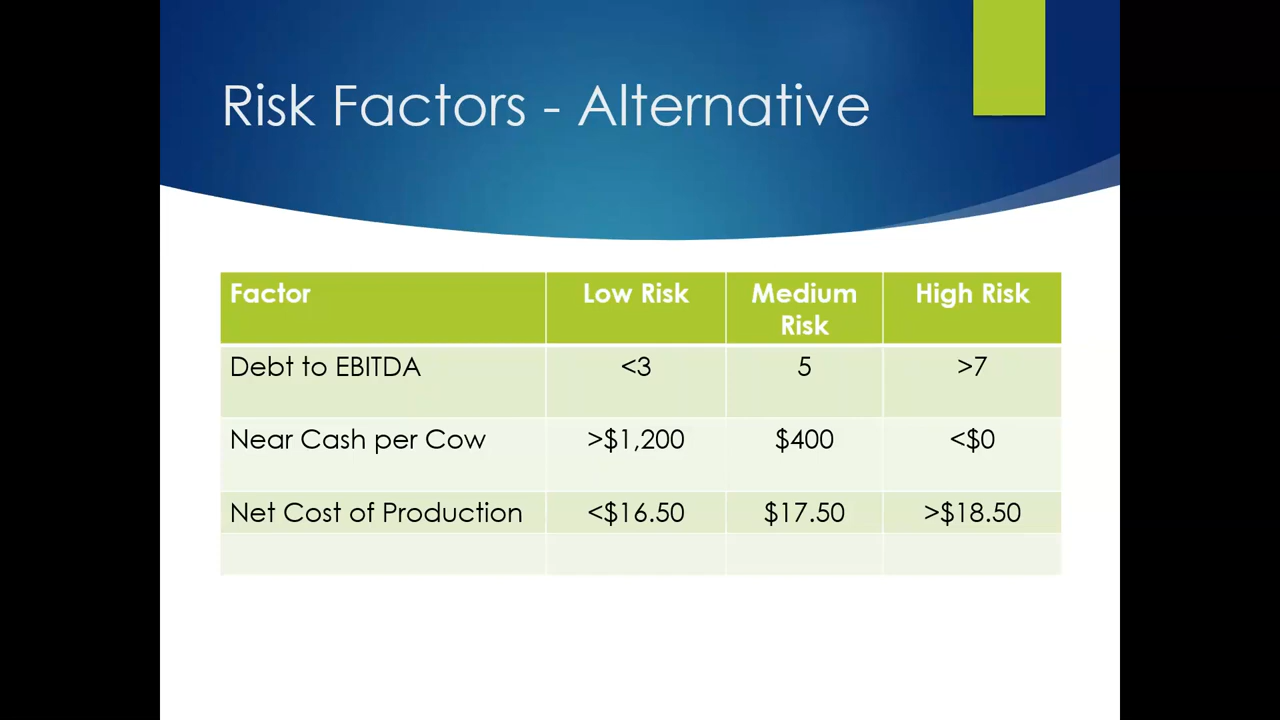 Risk Factors - Alternative
Factor Low Risk Medium Risk High Risk
Debt to EBITDA <3 5 >7
Near Cash per Cow >$1,200 $400 <$0
Net Cost of Production <$16.50 $17.50 >$18.50